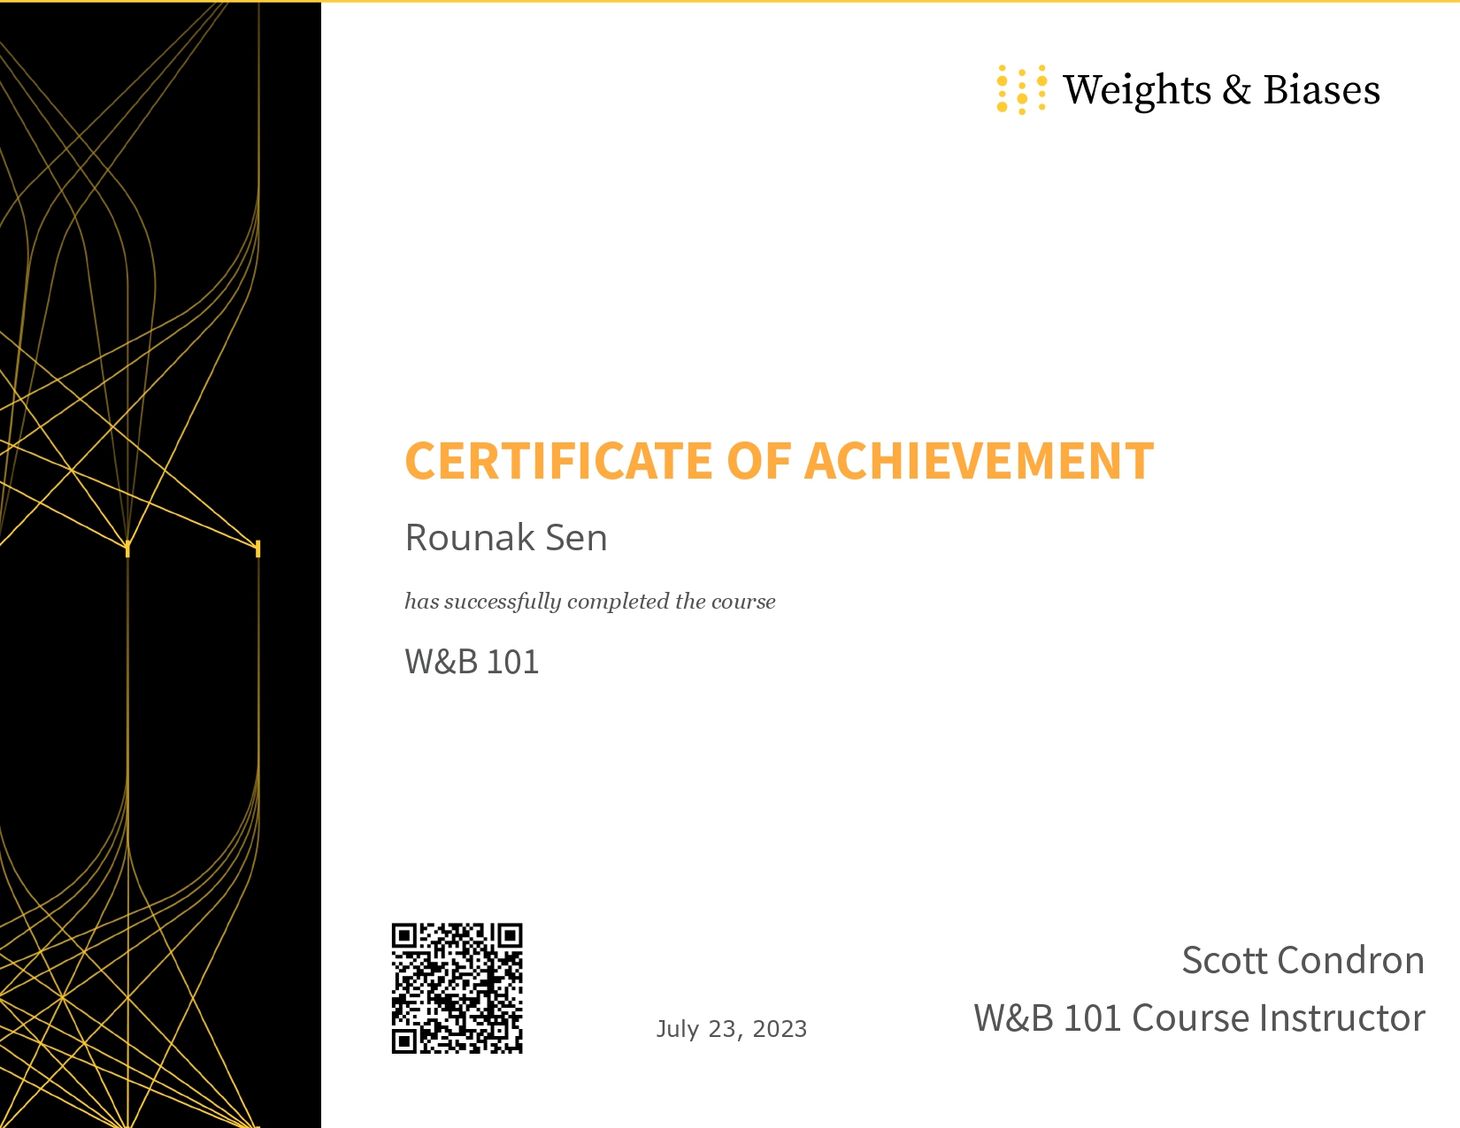 Weights & Biases
CERTIFICATE OF ACHIEVEMENT
Rounak Sen
has successfully completed the course
W&B 101
July 23, 2023
Scott Condron
W&B 101 Course Instructor